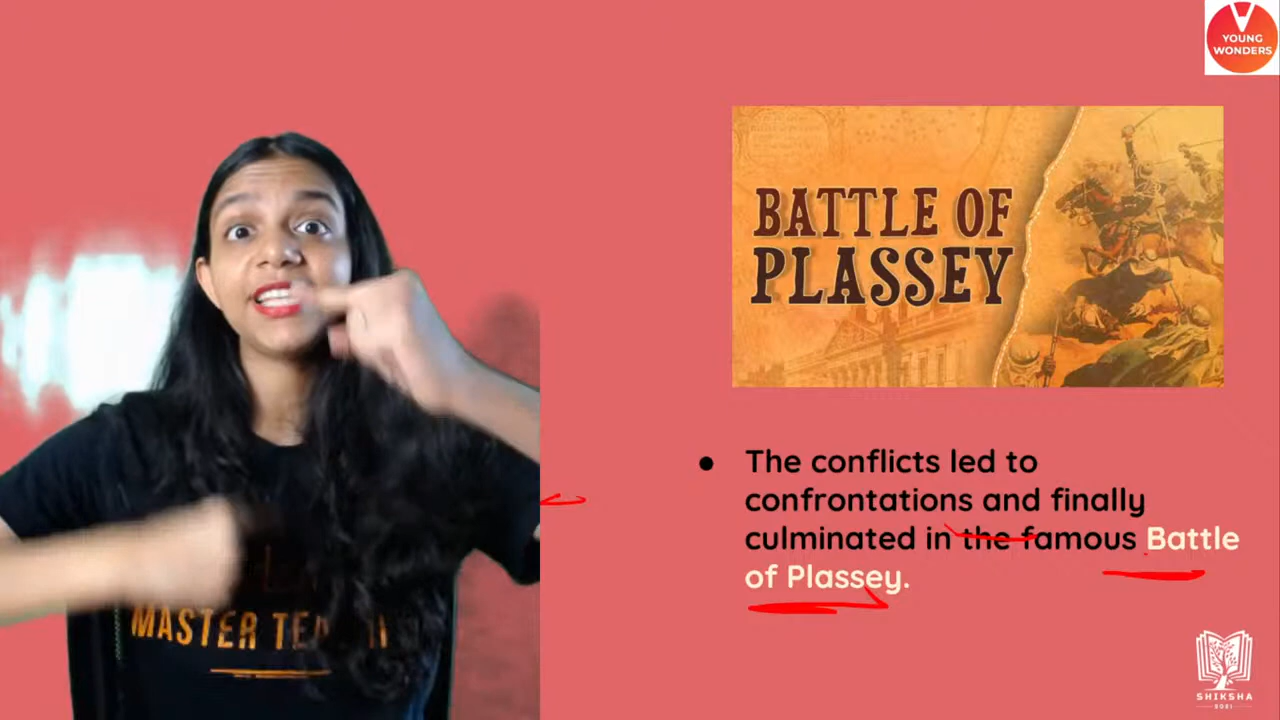 YOUNG
WONDERS
BATTLE OF
PLASSEY
The conflicts led to
confrontations and finally
culminated in the famous Battle
of Plassey.
MASTER
SHIKSHA
2021